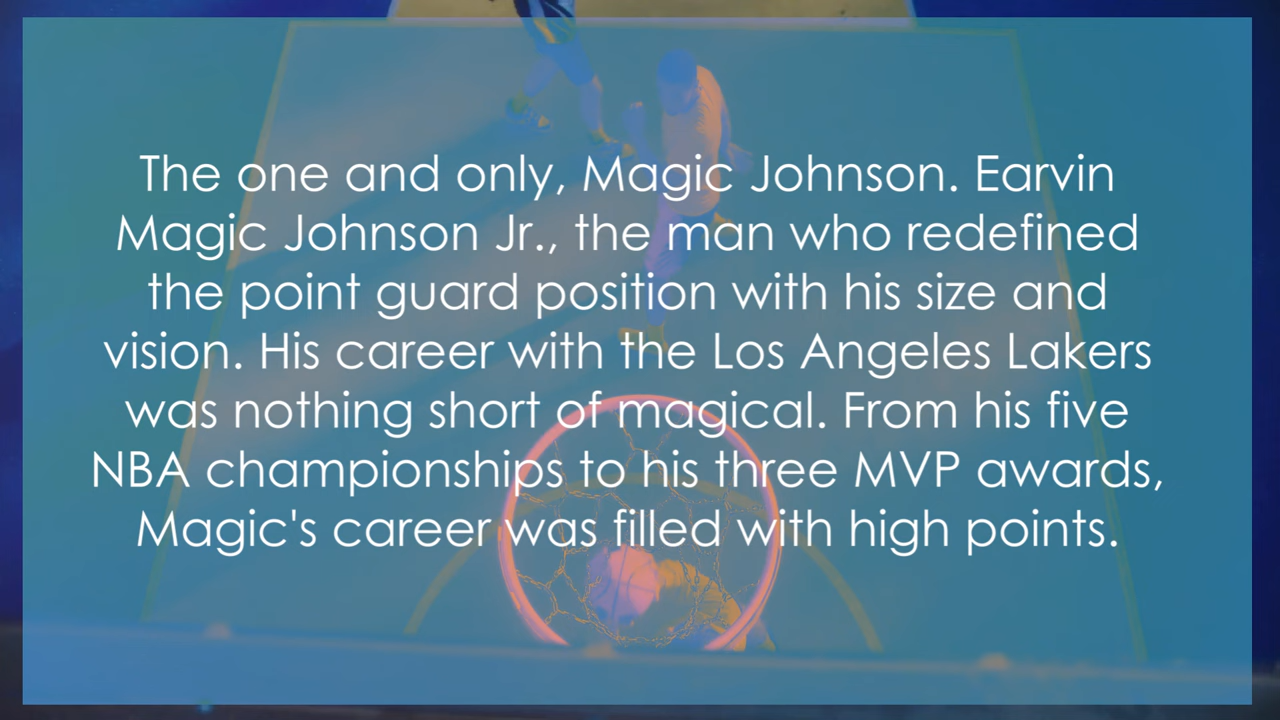 The one and only, Magic Johnson. Earvin
Magic Johnson Jr., the man who redefined
the point guard position with his size and
vision. His career with the Los Angeles Lakers
was nothing short of magical. From his five
NBA championships to his three MVP awards,
Magic's career was filled with high points.